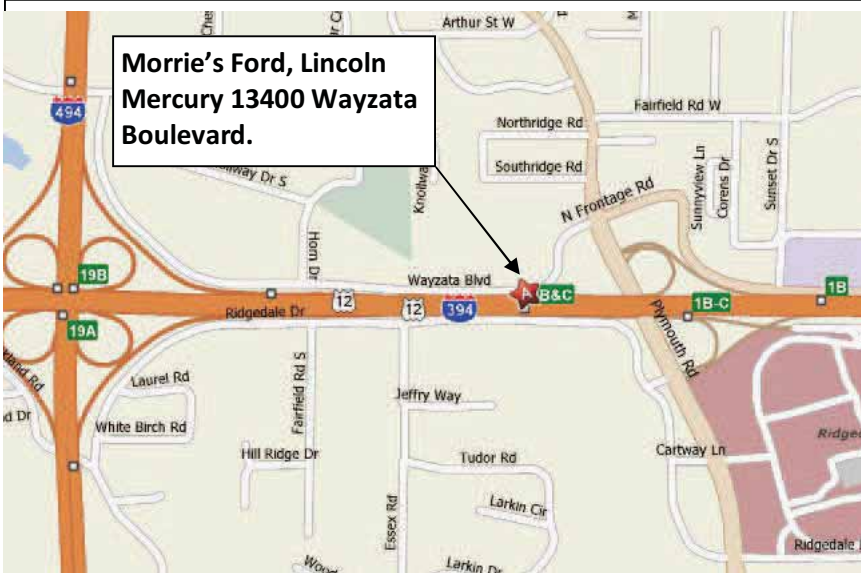 Arthur St W
Morrie's Ford, Lincoln
Mercury 13400 Wayzata
Boulevard.
494
Fairfield Rd W
Northridge Rd
Southridge Rd
Dr S
N Frontage Rd
Sunnyview Ln
Corens Dr
Sunset Dr S
Horn Dr
19B
Wayzata Blvd
A
B&C
1B-C
1B
12
12
394
Ridgedale Dr
19A
Plymouth Rd
Laurel Rd
Fairfield Rd S
Jeffry Way
White Birch Rd
Hill Ridge Dr
Tudor Rd
Cartway Ln
Essex Rd
Larkin Cir
Larkin Dr
Ridgedale